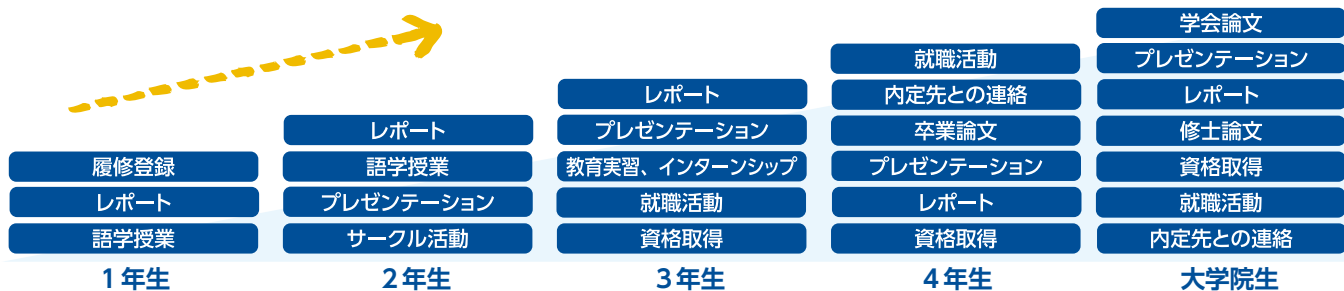 履修登録
レポート
語学授業
1年生
レポート
語学授業
プレゼンテーション
サークル活動
2年生
レポート
プレゼンテーション
教育実習、インターンシップ
就職活動
資格取得
3年生
就職活動
内定先との連絡
卒業論文
プレゼンテーション
レポート
資格取得
4年生
学会論文
プレゼンテーション
レポート
修士論文
資格取得
就職活動
内定先との連絡
大学院生